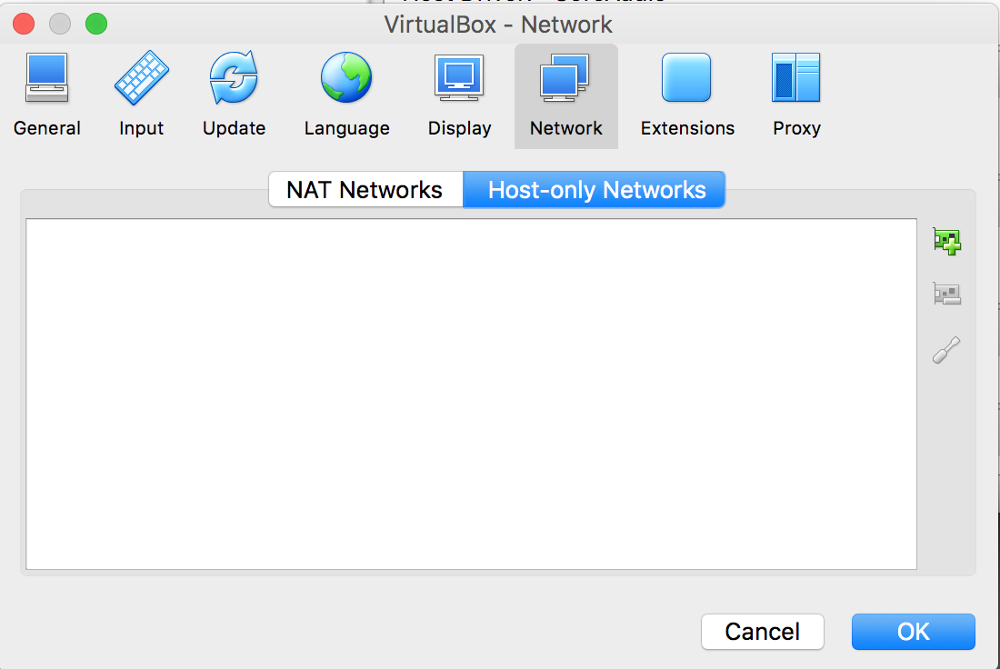 VirtualBox - Network
General Input Update Language Display Network Extensions Proxy
NAT Networks Host-only Networks
Cancel OK